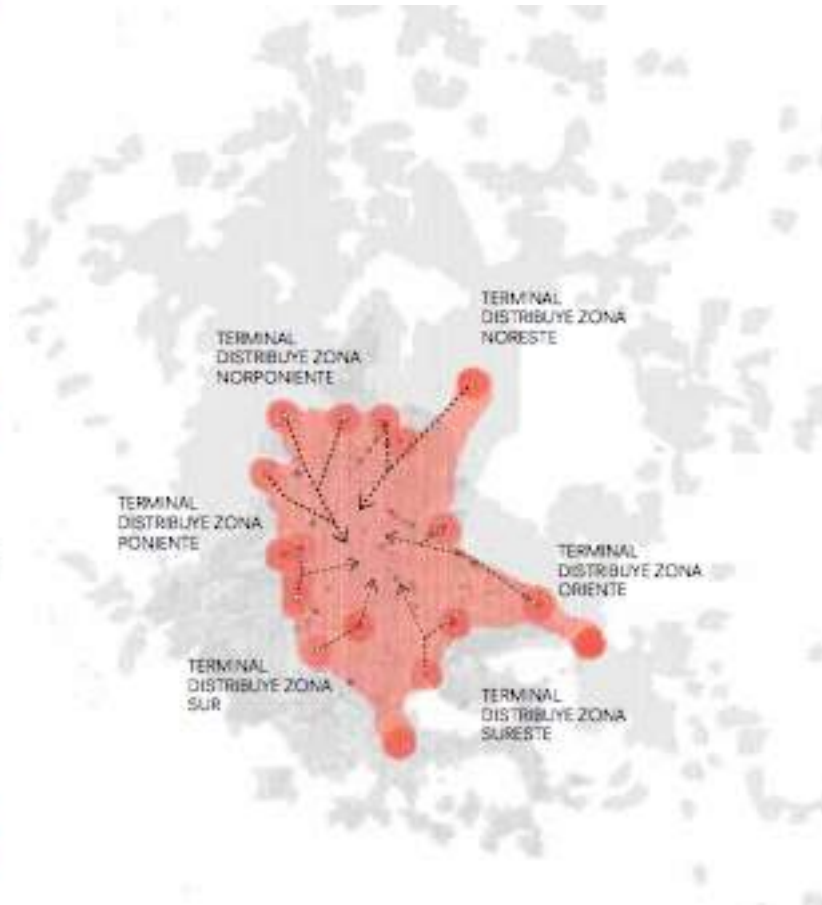 TERMINAL
DISTRIBUYE ZONA
NORESTE
TERMINAL
DISTRIBUYE ZONA
NORPONIENTE
TERMINAL
DISTRIBUYE ZONA
PONIENTE
TERMINAL
DISTRIBUYE ZONA
ORIENTE
TERMINAL
DISTRIBUYE ZONA
SUR
TERMINAL
DISTRIBUYE ZONA
SURESTE